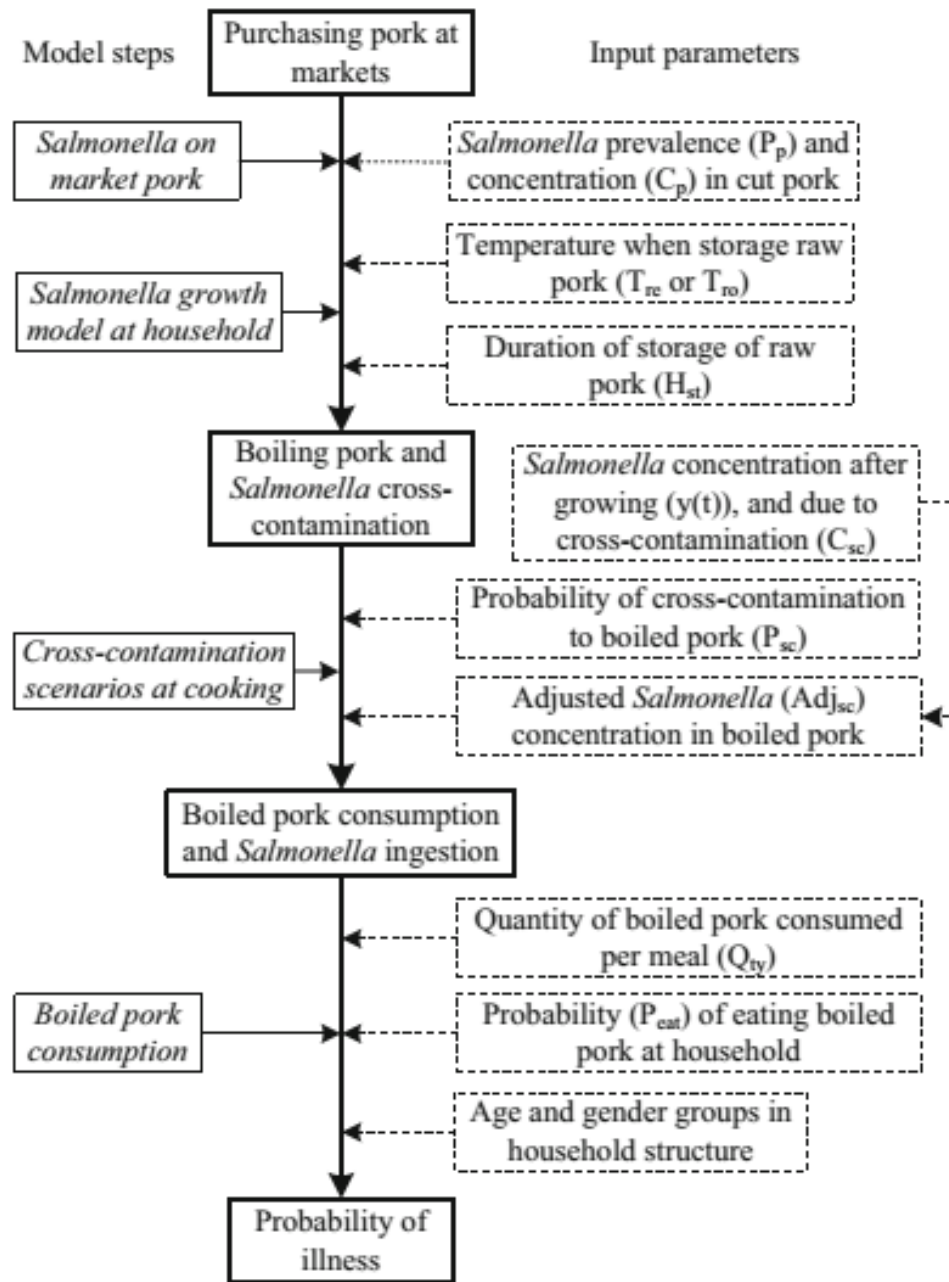 Model steps
Purchasing pork at
markets
Input parameters
Salmonella on
market pork
Salmonella prevalence (Pp) and
concentration (Cp) in cut pork
Temperature when storage raw
pork (Tre or Tro)
Salmonella growth
model at household
Duration of storage of raw
pork (Hst)
Boiling pork and
Salmonella cross-
contamination
Salmonella concentration after
growing (y(t)), and due to
cross-contamination (Csc)
Probability of cross-contamination
to boiled pork (Psc)
Cross-contamination
scenarios at cooking
Adjusted Salmonella (Adjsc)
concentration in boiled pork
Boiled pork consumption
and Salmonella ingestion
Quantity of boiled pork consumed
per meal (Qty)
Boiled pork
consumption
Probability (Peat) of eating boiled
pork at household
Age and gender groups in
household structure
Probability of
illness